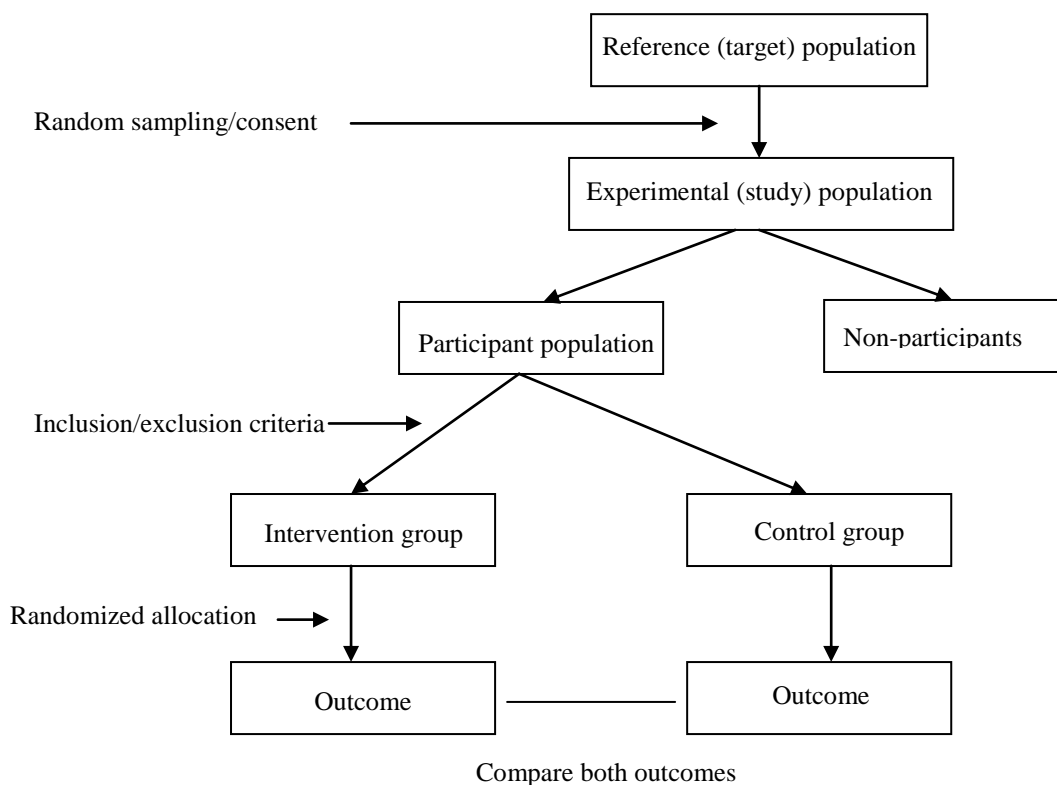 Reference (target) population
Random sampling/consent
Experimental (study) population
Participant population
Non-participants
Inclusion/exclusion criteria
Intervention group
Control group
Randomized allocation
Outcome
Outcome
Compare both outcomes